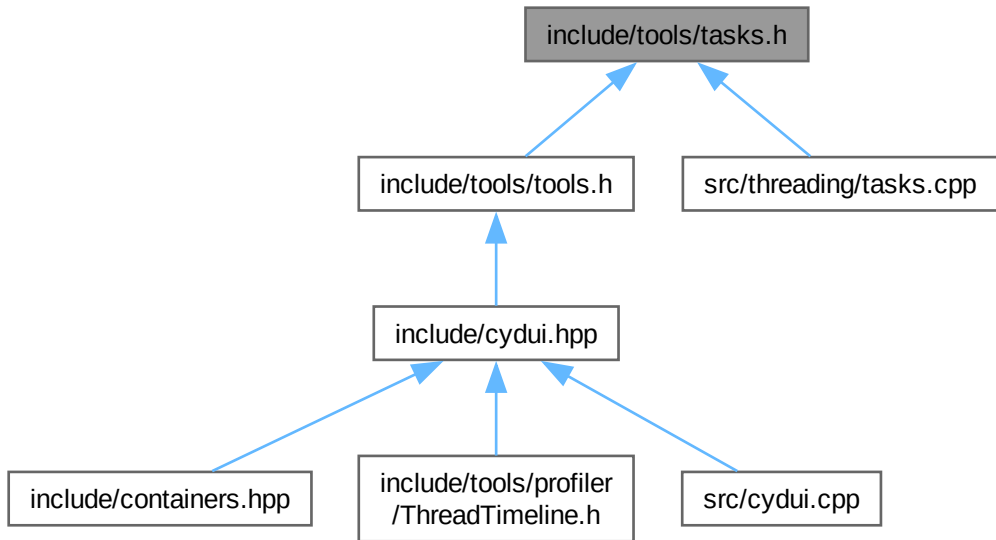 include/tools/tasks.h
include/tools/tools.h
src/threading/tasks.cpp
include/cydui.hpp
include/containers.hpp
include/tools/profiler
/ThreadTimeline.h
src/cydui.cpp